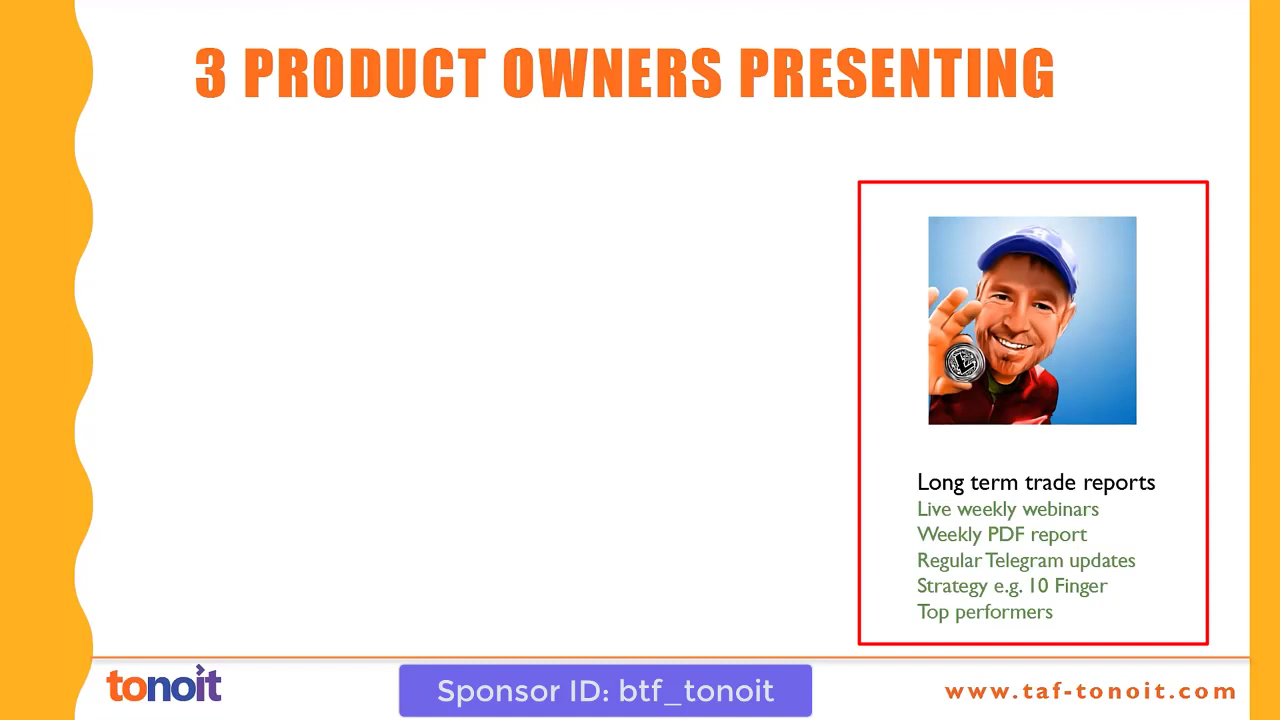 3 PRODUCT OWNERS PRESENTING
Long term trade reports
Live weekly webinars
Weekly PDF report
Regular Telegram updates
Strategy e.g. 10 Finger
Top performers
tonoit
Sponsor ID: btf_tonoit
www.taf-tonoit.com